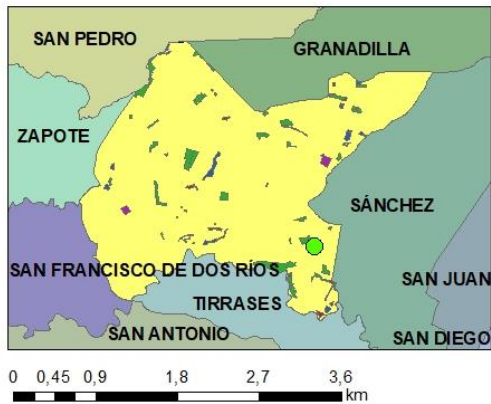 SAN PEDRO
GRANADILLA
ZAPOTE
SÁNCHEZ
SAN FRANCISCO DE DOS RÍOS
SAN JUAN
TIRRASES
SAN ANTONIO
SAN DIEGO
0 0,45 0,9 1,8 2,7 3,6
km